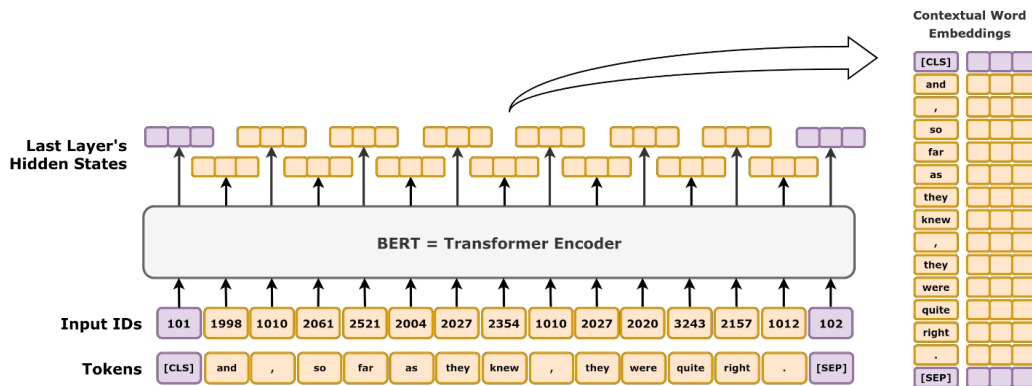 Contextual Word
Embeddings
[CLS]
and
,
so
far
as
they
knew
,
they
were
quite
right
.
[SEP]
Last Layer's
Hidden States
BERT = Transformer Encoder
Input IDs 101 1998 1010 2061 2521 2004 2027 2354 1010 2027 2020 3243 2157 1012 102
Tokens [CLS] and , so far as they knew , they were quite right . [SEP]